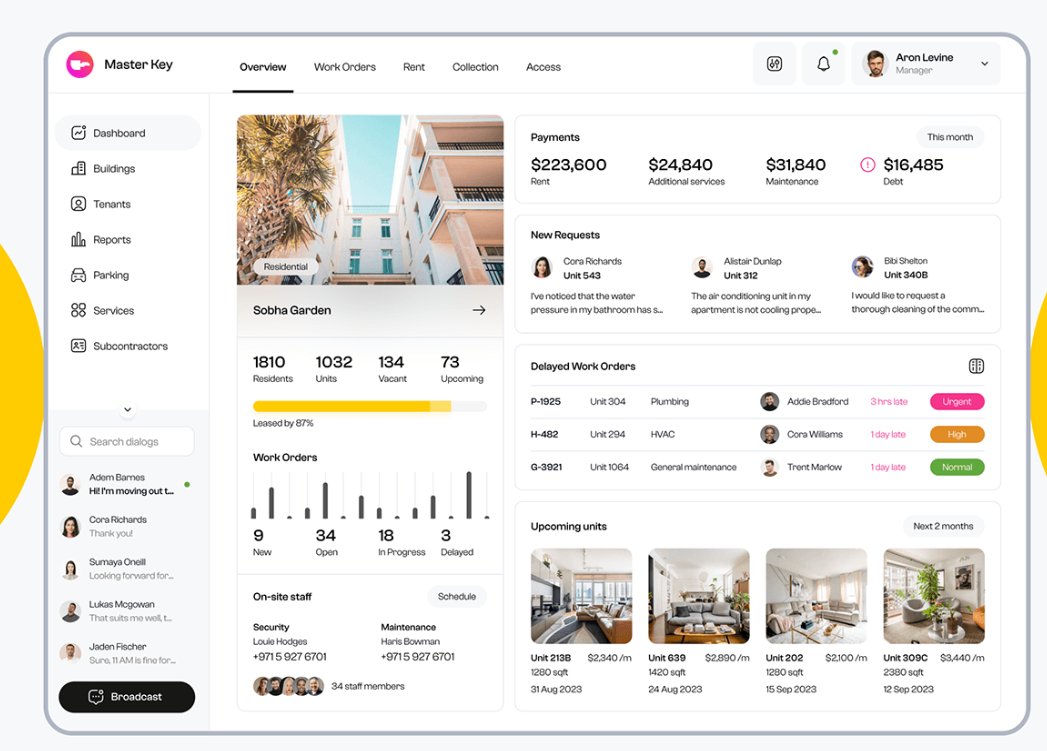 Master Key
Overview
Work Orders
Rent
Collection
Access
Aron Levine
Manager
Dashboard
Buildings
Tenants
Reports
Parking
Services
Subcontractors
Search dialogs
Adem Barnes
Hi! I'm moving out t...
Cora Richards
Thank you!
Sumaya Oneill
Looking forward for...
Lukas Mcgowan
That suits me well, t...
Jaden Fischer
Sure, 11 AM is fine for...
Broadcast
Residential
Sobha Garden
1810 1032 134 73
Residents Units Vacant Upcoming
Leased by 87%
Work Orders
9 34 18 3
New Open In Progress Delayed
On-site staff
Schedule
Security Maintenance
Louie Hodges Haris Bowman
+971 5 927 6701 +971 5 927 6701
34 staff members
Payments
This month
$223,600 $24,840 $31,840 $16,485
Rent Additional services Maintenance Debt
New Requests
Cora Richards
Unit 543
I've noticed that the water
pressure in my bathroom has s...
Alistair Dunlap
Unit 312
The air conditioning unit in my
apartment is not cooling prope...
Bibi Shelton
Unit 340B
I would like to request a
thorough cleaning of the comm...
Delayed Work Orders
P-1925 Unit 304 Plumbing Addie Bradford 3 hrs late Urgent
H-482 Unit 294 HVAC Cora Williams 1 day late High
G-3921 Unit 1064 General maintenance Trent Marlow 1 day late Normal
Upcoming units
Next 2 months
Unit 213B $2,340 /m
1280 sqft
31 Aug 2023
Unit 639 $2,890 /m
1420 sqft
24 Aug 2023
Unit 202 $2,100 /m
1280 sqft
15 Sep 2023
Unit 309C $3,440 /m
2380 sqft
12 Sep 2023